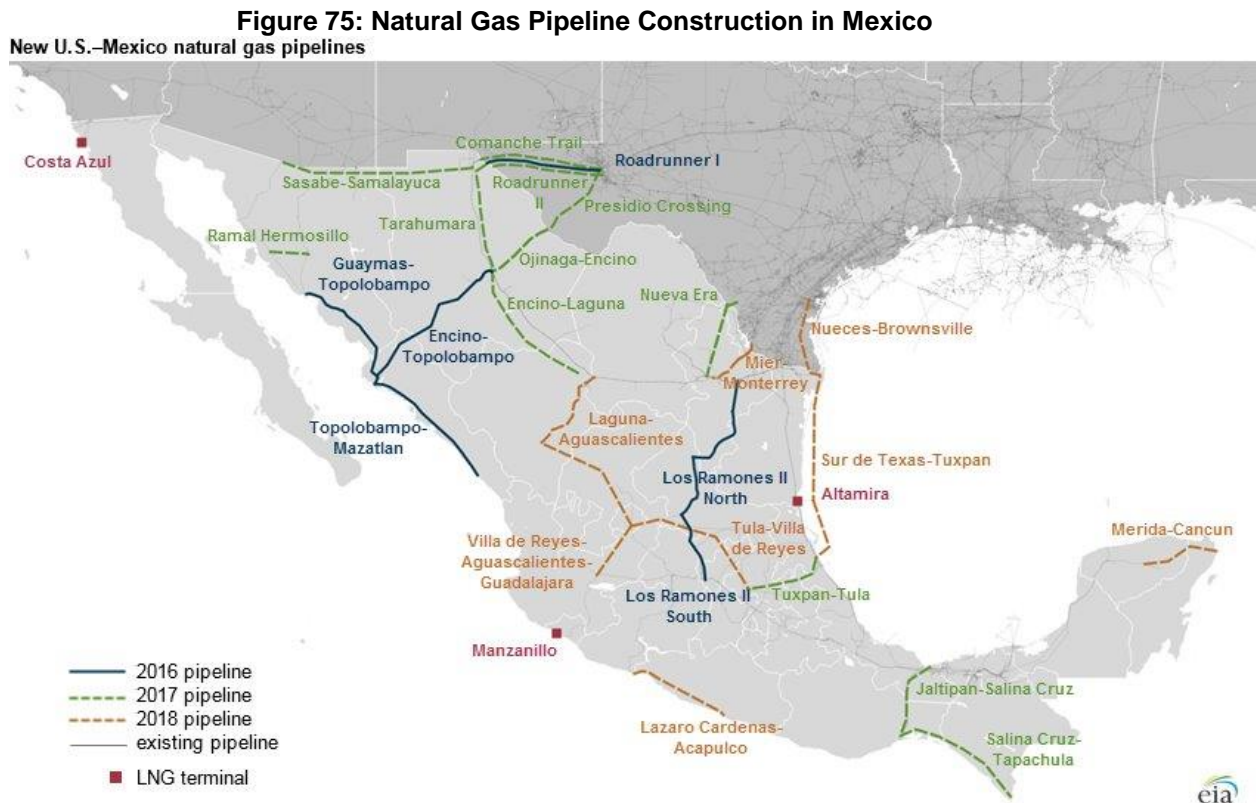 Figure 75: Natural Gas Pipeline Construction in Mexico
New U.S.–Mexico natural gas pipelines
Costa Azul
Comanche Trail
Roadrunner I
Sasabe-Samalayuca
Roadrunner
II
Presidio Crossing
Tarahumara
Ramal Hermosillo
Ojinaga-Encino
Guaymas-
Topolobampo
Encino-Laguna
Nueva Era
Nueces-Brownsville
Encino-
Topolobampo
Mier-
Monterrey
Laguna-
Aguascalientes
Topolobampo-
Mazatlan
Sur de Texas-Tuxpan
Los Ramones II
North
Altamira
Tula-Villa
de Reyes
Merida-Cancun
Villa de Reyes-
Aguascalientes-
Guadalajara
Los Ramones II
South
Tuxpan-Tula
Manzanillo
Jaltipan-Salina Cruz
Lazaro Cardenas-
Acapulco
Salina Cruz-
Tapachula
2016 pipeline
2017 pipeline
2018 pipeline
existing pipeline
LNG terminal
eia